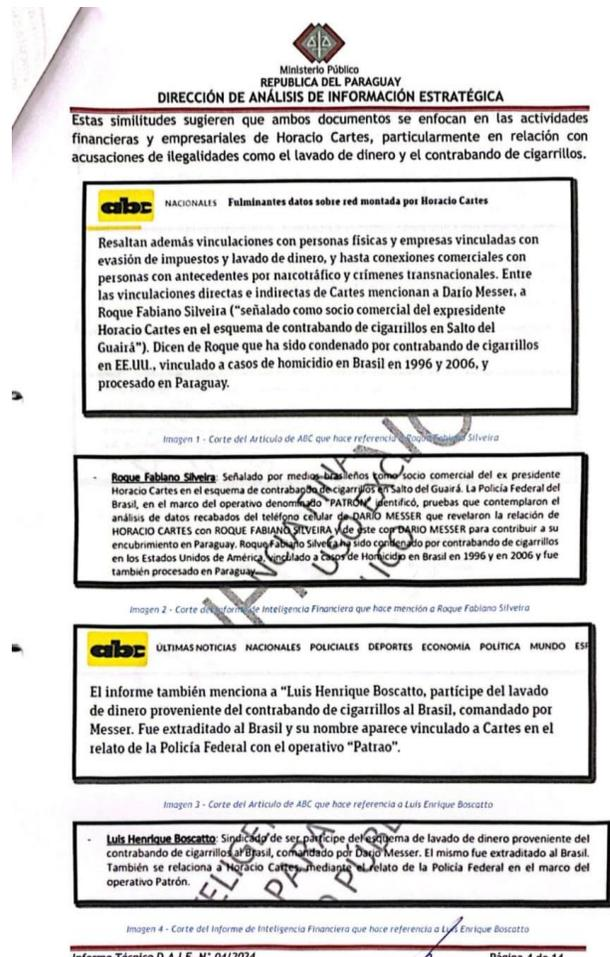 Ministerio Público
REPUBLICA DEL PARAGUAY
DIRECCIÓN DE ANÁLISIS DE INFORMACIÓN ESTRATÉGICA
Estas similitudes sugieren que ambos documentos se enfocan en las actividades
financieras y empresariales de Horacio Cartes, particularmente en relación con
acusaciones de ilegalidades como el lavado de dinero y el contrabando de cigarrillos.
abc NACIONALES Fulminantes datos sobre red montada por Horacio Cartes
Resaltan además vinculaciones con personas físicas y empresas vinculadas con
evasión de impuestos y lavado de dinero, y hasta conexiones comerciales con
personas con antecedentes por narcotráfico y crímenes transnacionales. Entre
las vinculaciones directas e indirectas de Cartes mencionan a Darío Messer, a
Roque Fabiano Silveira (“señalado como socio comercial del expresidente
Horacio Cartes en el esquema de contrabando de cigarrillos en Salto del
Guairá”). Dicen de Roque que ha sido condenado por contrabando de cigarrillos
en EE.UU., vinculado a casos de homicidio en Brasil en 1996 y 2006, y
procesado en Paraguay.
Imagen 1 - Corte del Articulo de ABC que hace referencia a Roque Fabiano Silveira
- Roque Fabiano Silveira: Señalado por medios brasileños como socio comercial del ex presidente
Horacio Cartes en el esquema de contrabando de cigarrillos en Salto del Guairá. La Policía Federal del
Brasil, en el marco del operativo denominado "PATRÓN" identificó, pruebas que contemplaron el
análisis de datos recabados del teléfono celular de DARÍO MESSER que revelaron la relación de
HORACIO CARTES con ROQUE FABIANO SILVEIRA y de éste con DARIO MESSER para contribuir a su
encubrimiento en Paraguay. Roque Fabiano Silveira ha sido condenado por contrabando de cigarrillos
en los Estados Unidos de América, vinculado a casos de Homicidio en Brasil en 1996 y en 2006 y fue
también procesado en Paraguay.
Imagen 2 - Corte del Informe de Inteligencia Financiera que hace mención a Roque Fabiano Silveira
abc ÚLTIMAS NOTICIAS NACIONALES POLICIALES DEPORTES ECONOMÍA POLÍTICA MUNDO ESP
El informe también menciona a “Luis Henrique Boscatto, partícipe del lavado
de dinero proveniente del contrabando de cigarrillos al Brasil, comandado por
Messer. Fue extraditado al Brasil y su nombre aparece vinculado a Cartes en el
relato de la Policía Federal con el operativo “Patrao”.
Imagen 3 - Corte del Articulo de ABC que hace referencia a Luis Enrique Boscatto
- Luis Henrique Boscatto: Sindicado de ser partícipe del esquema de lavado de dinero proveniente del
contrabando de cigarrillos al Brasil, comandado por Darío Messer. El mismo fue extraditado al Brasil.
También se relaciona a Horacio Cartes mediante el relato de la Policía Federal en el marco del
operativo Patrón.
Imagen 4 - Corte del Informe de Inteligencia Financiera que hace referencia a Luis Enrique Boscatto
Informe Técnico D.A.I.E. N° 04/2024 Página 4 de 14